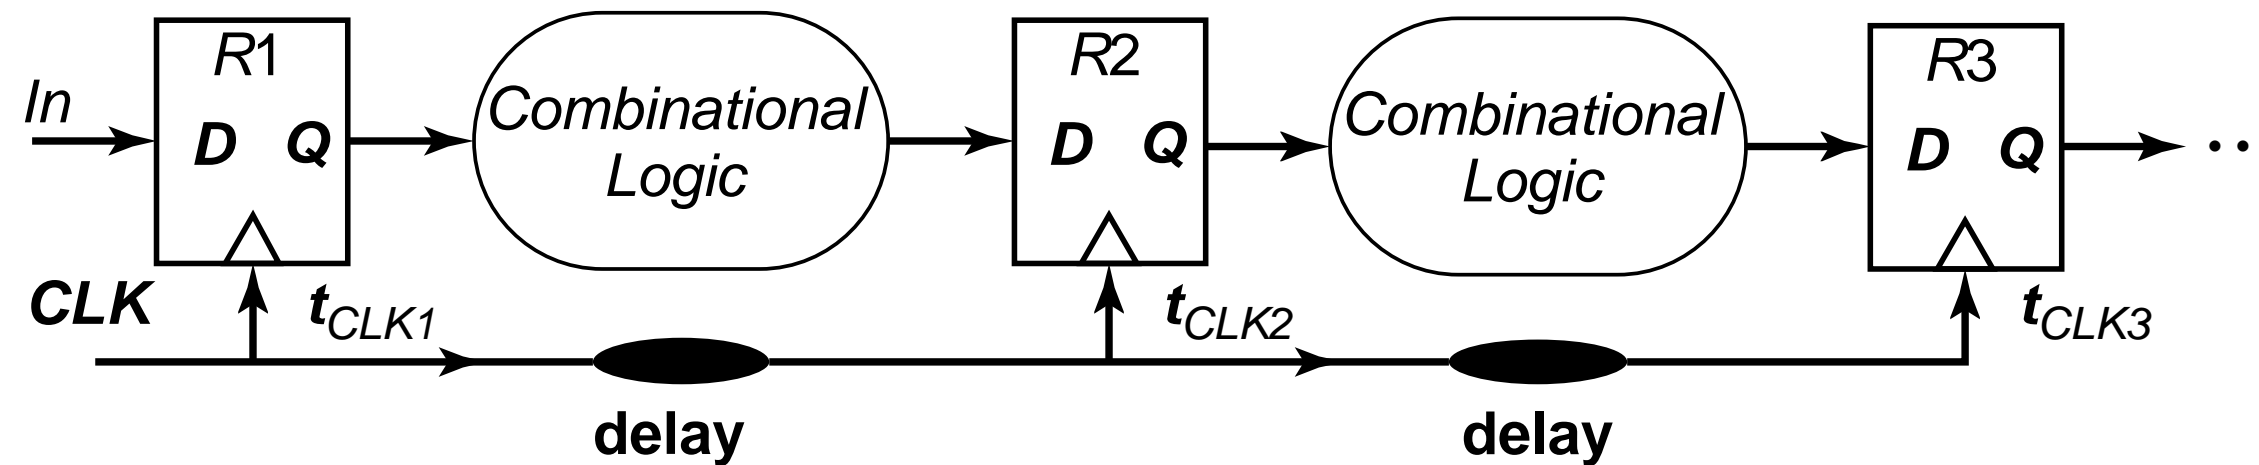 R1
R2
R3
In
Combinational
Logic
Combinational
Logic
D Q
D Q
D Q
• •
CLK
tCLK1
tCLK2
tCLK3
delay
delay